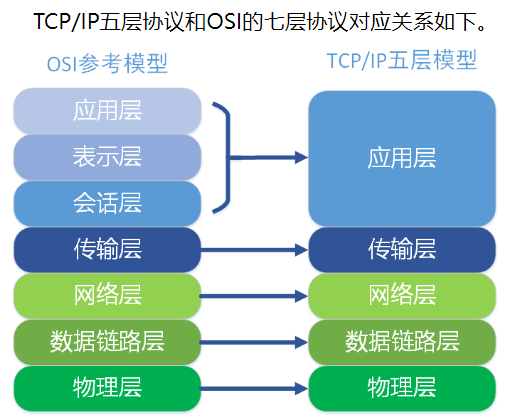 TCP/IP五层协议和OSI的七层协议对应关系如下。
OSI参考模型
TCP/IP五层模型
应用层
表示层
会话层
传输层
网络层
数据链路层
物理层
应用层
传输层
网络层
数据链路层
物理层